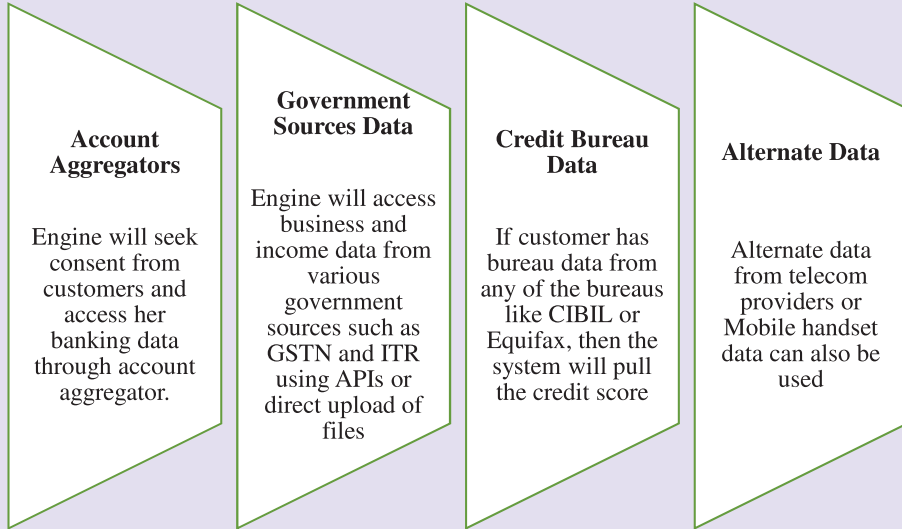 Account
Aggregators
Engine will seek
consent from
customers and
access her
banking data
through account
aggregator.
Government
Sources Data
Engine will access
business and
income data from
various
government
sources such as
GSTN and ITR
using APIs or
direct upload of
files
Credit Bureau
Data
If customer has
bureau data from
any of the bureaus
like CIBIL or
Equifax, then the
system will pull
the credit score
Alternate Data
Alternate data
from telecom
providers or
Mobile handset
data can also be
used